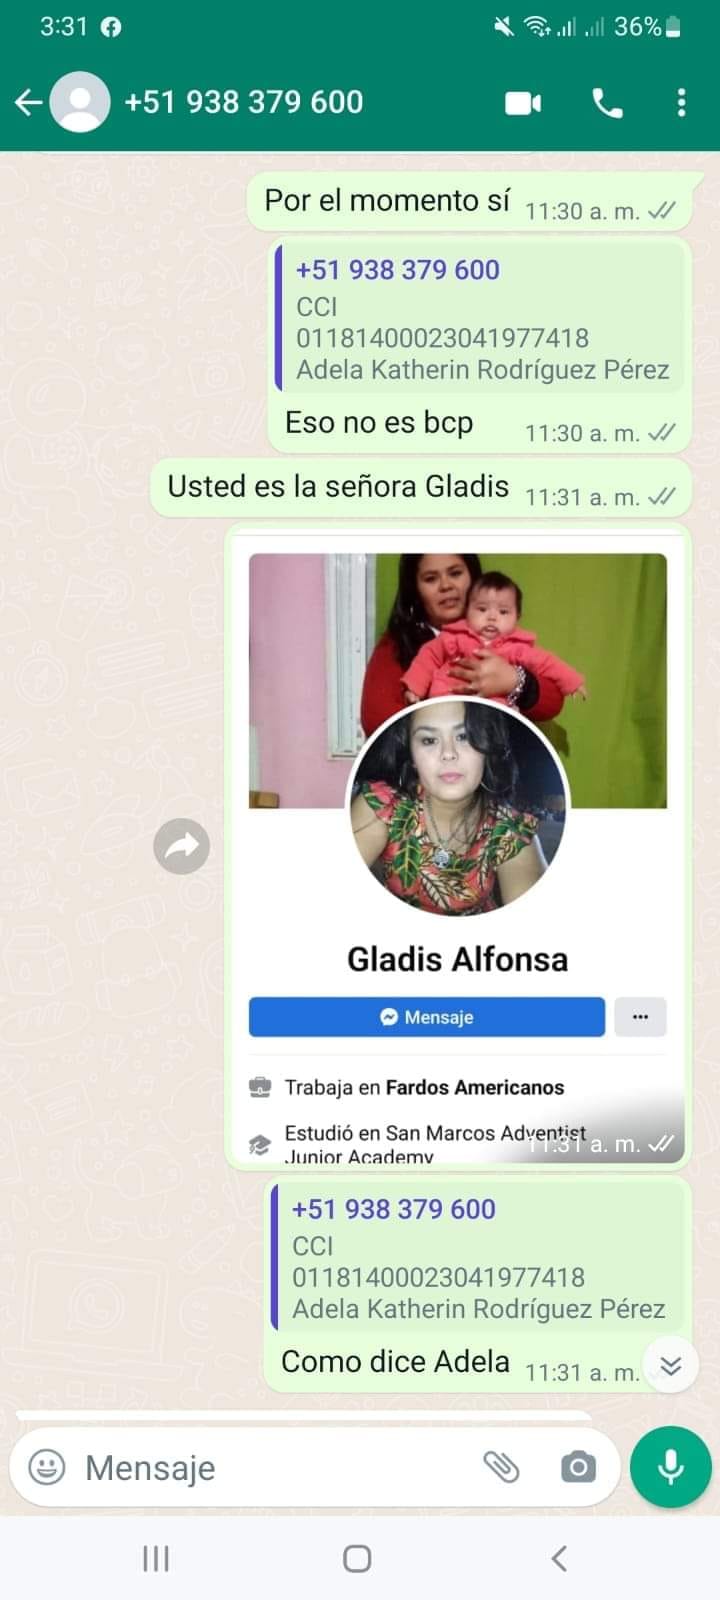 3:31
36%
+51 938 379 600
Por el momento sí 11:30 a. m.
+51 938 379 600
CCI
01181400023041977418
Adela Katherin Rodríguez Pérez
Eso no es bcp 11:30 a. m.
Usted es la señora Gladis 11:31 a. m.
Gladis Alfonsa
Mensaje
Trabaja en Fardos Americanos
Estudió en San Marcos Adventist
Junior Academy
11:31 a. m.
+51 938 379 600
CCI
01181400023041977418
Adela Katherin Rodríguez Pérez
Como dice Adela 11:31 a. m.
Mensaje